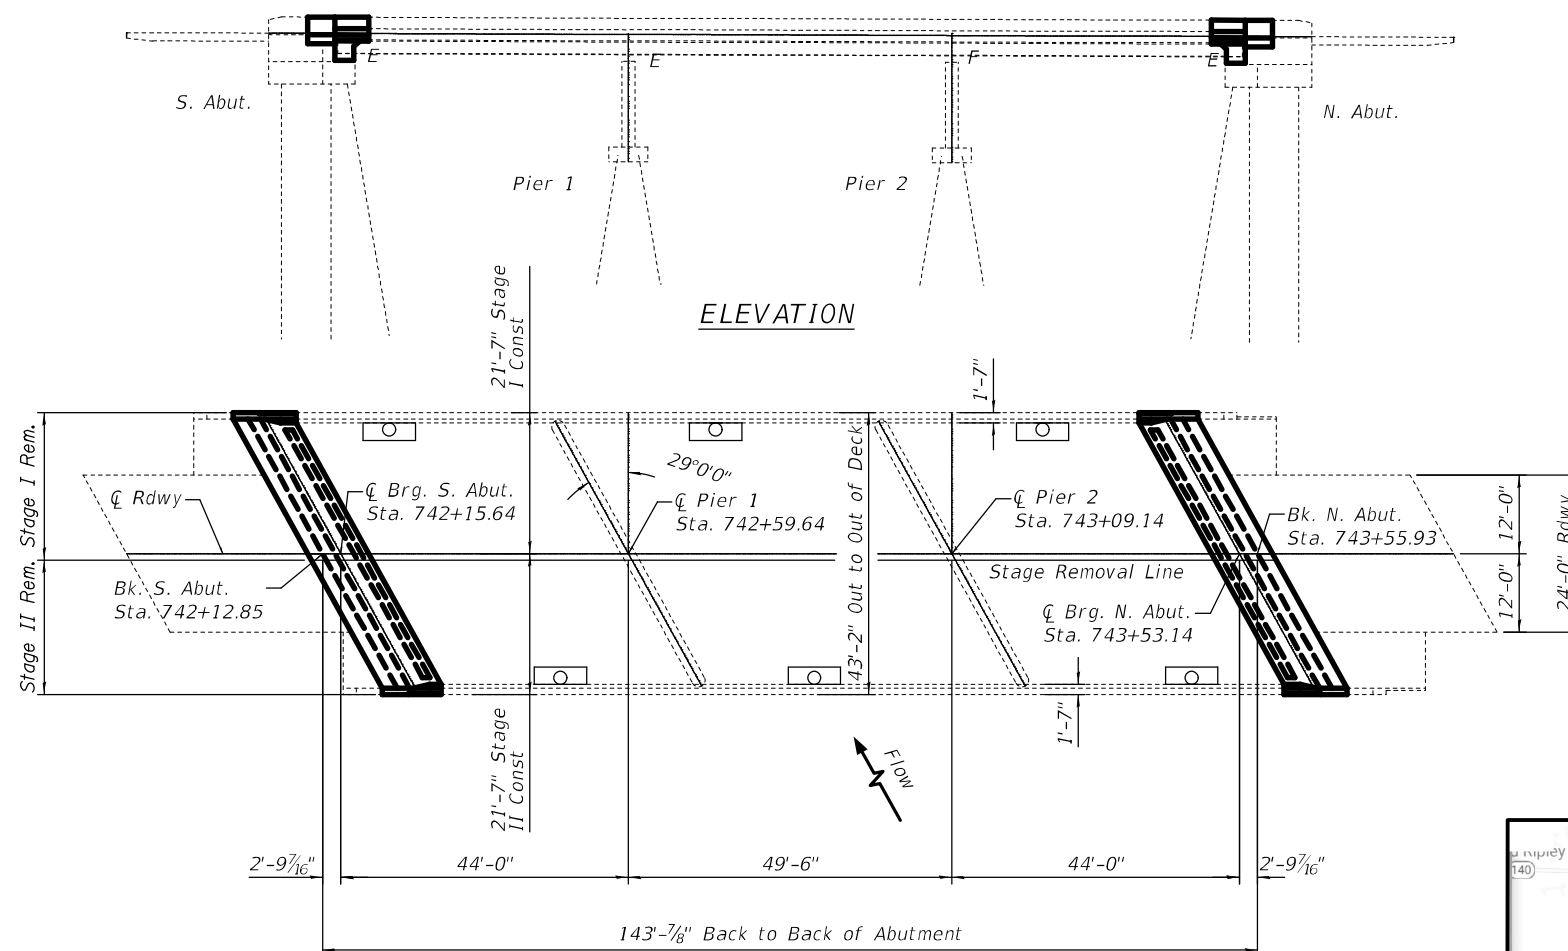 E
E
F
E
S. Abut.
N. Abut.
Pier 1
Pier 2
ELEVATION
21'-7" Stage
I Const
1'-7"
Stage I Rem.
Stage II Rem.
29°0'0"
43'-2" Out to Out of Deck
℄ Rdwy
℄ Brg. S. Abut.
Sta. 742+15.64
℄ Pier 1
Sta. 742+59.64
℄ Pier 2
Sta. 743+09.14
Bk. N. Abut.
Sta. 743+55.93
12'-0"
12'-0"
24'-0" Rdwy
Bk. S. Abut.
Sta. 742+12.85
Stage Removal Line
℄ Brg. N. Abut.
Sta. 743+53.14
21'-7" Stage
II Const
1'-7"
Flow
2'-9 7/16"
44'-0"
49'-6"
44'-0"
2'-9 7/16"
143'-7/8" Back to Back of Abutment
Ripley
140